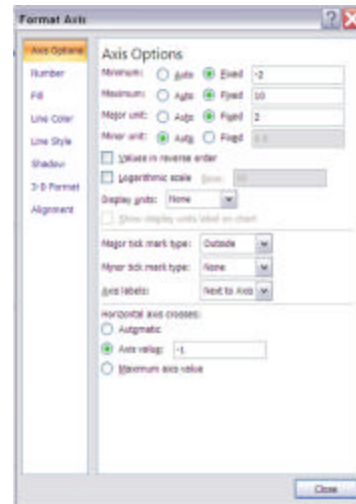 Format Axis
Axis Options
Number
Fill
Line Color
Line Style
Shadow
3-D Format
Alignment
Axis Options
Minimum: Auto Fixed -2
Maximum: Auto Fixed 10
Major unit: Auto Fixed 2
Minor unit: Auto Fixed
Values in reverse order
Logarithmic scale Base:
Display units: None
Show display units label on chart
Major tick mark type: Outside
Minor tick mark type: None
Axis labels: Next to Axis
Horizontal axis crosses:
Automatic
Axis value: -1
Maximum axis value
Close